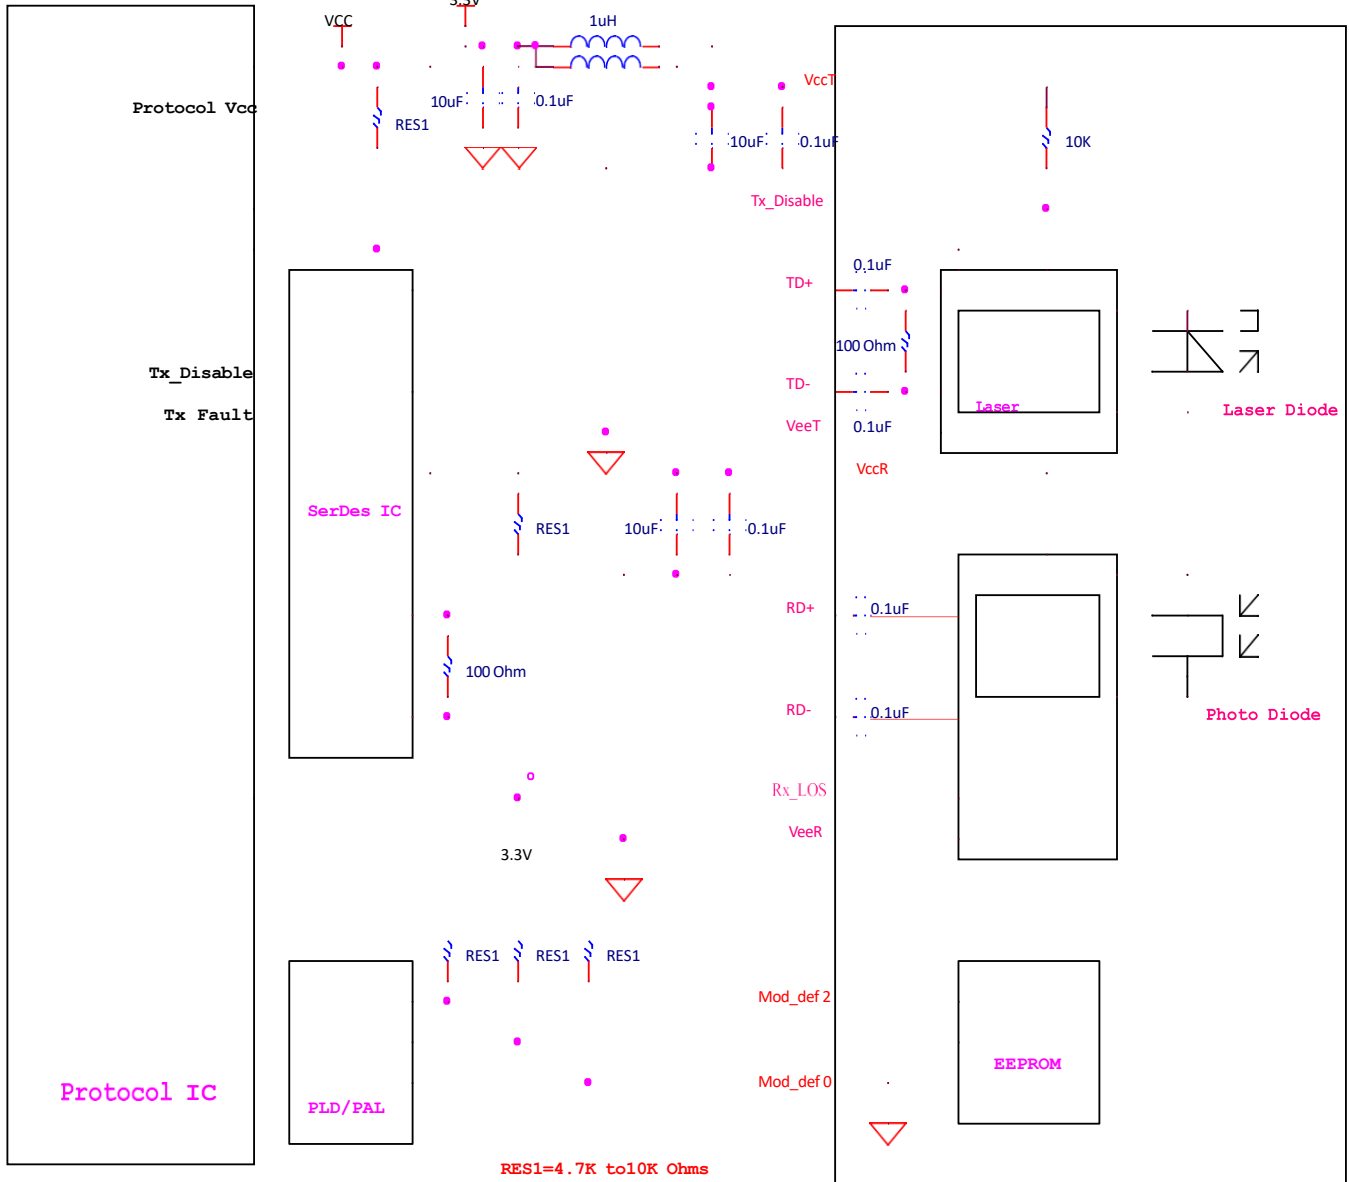 3.3V
VCC
1uH
VccT
Protocol Vcc
10uF
0.1uF
RES1
10uF
0.1uF
10K
Tx_Disable
0.1uF
TD+
100 Ohm
Tx_Disable
TD-
Laser
Laser Diode
Tx Fault
VeeT
0.1uF
VccR
SerDes IC
RES1
10uF
0.1uF
RD+
0.1uF
100 Ohm
RD-
0.1uF
Photo Diode
Rx_LOS
VeeR
3.3V
RES1
RES1
RES1
Mod_def 2
EEPROM
Protocol IC
Mod_def 0
PLD/PAL
RES1=4.7K to10K Ohms